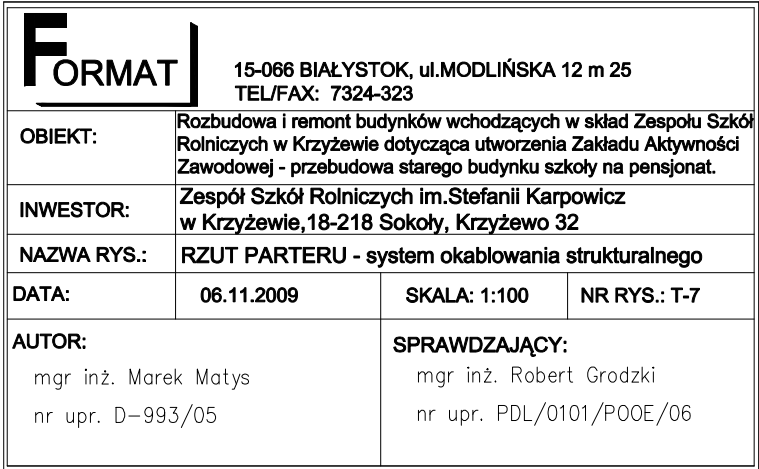 FORMAT
15-066 BIAŁYSTOK, ul.MODLIŃSKA 12 m 25
TEL/FAX: 7324-323
OBIEKT:
Rozbudowa i remont budynków wchodzących w skład Zespołu Szkół
Rolniczych w Krzyżewie dotycząca utworzenia Zakładu Aktywności
Zawodowej - przebudowa starego budynku szkoły na pensjonat.
INWESTOR:
Zespół Szkół Rolniczych im.Stefanii Karpowicz
w Krzyżewie,18-218 Sokoły, Krzyżewo 32
NAZWA RYS.: RZUT PARTERU - system okablowania strukturalnego
DATA: 06.11.2009 SKALA: 1:100 NR RYS.: T-7
AUTOR:
mgr inż. Marek Matys
nr upr. D-993/05
SPRAWDZAJĄCY:
mgr inż. Robert Grodzki
nr upr. PDL/0101/POOE/06